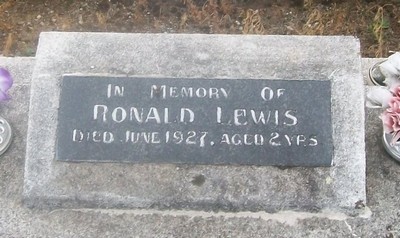 In Memory Of
Ronald Lewis
Died June 1927, Aged 2 Yrs